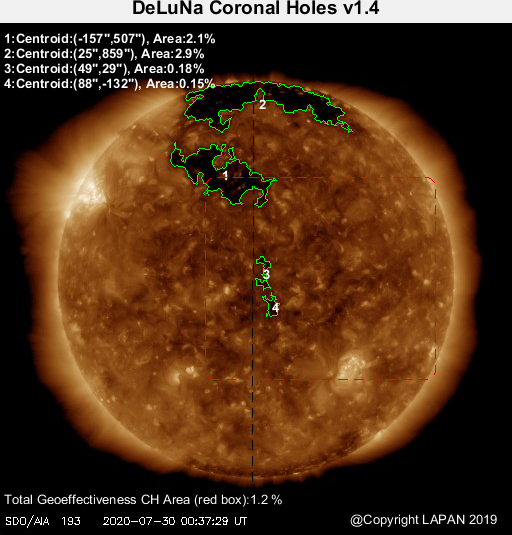 DeLuNa Coronal Holes v1.4
1:Centroid:(-157",507"), Area:2.1%
2:Centroid:(25",859"), Area:2.9%
3:Centroid:(49",29"), Area:0.18%
4:Centroid:(88",-132"), Area:0.15%
2
1
3
4
Total Geoeffectiveness CH Area (red box):1.2 %
SDO/AIA 193 2020-07-30 00:37:29 UT
@Copyright LAPAN 2019